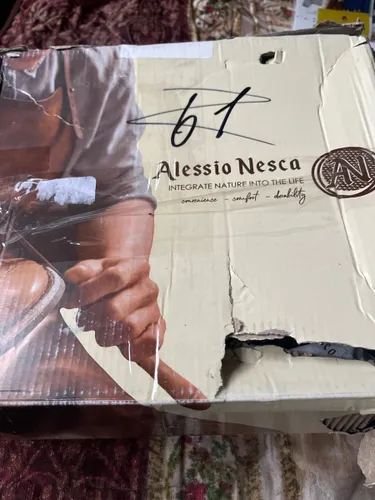 61
Alessio Nesca
INTEGRATE NATURE INTO THE LIFE
convenience - comfort - durability
AN